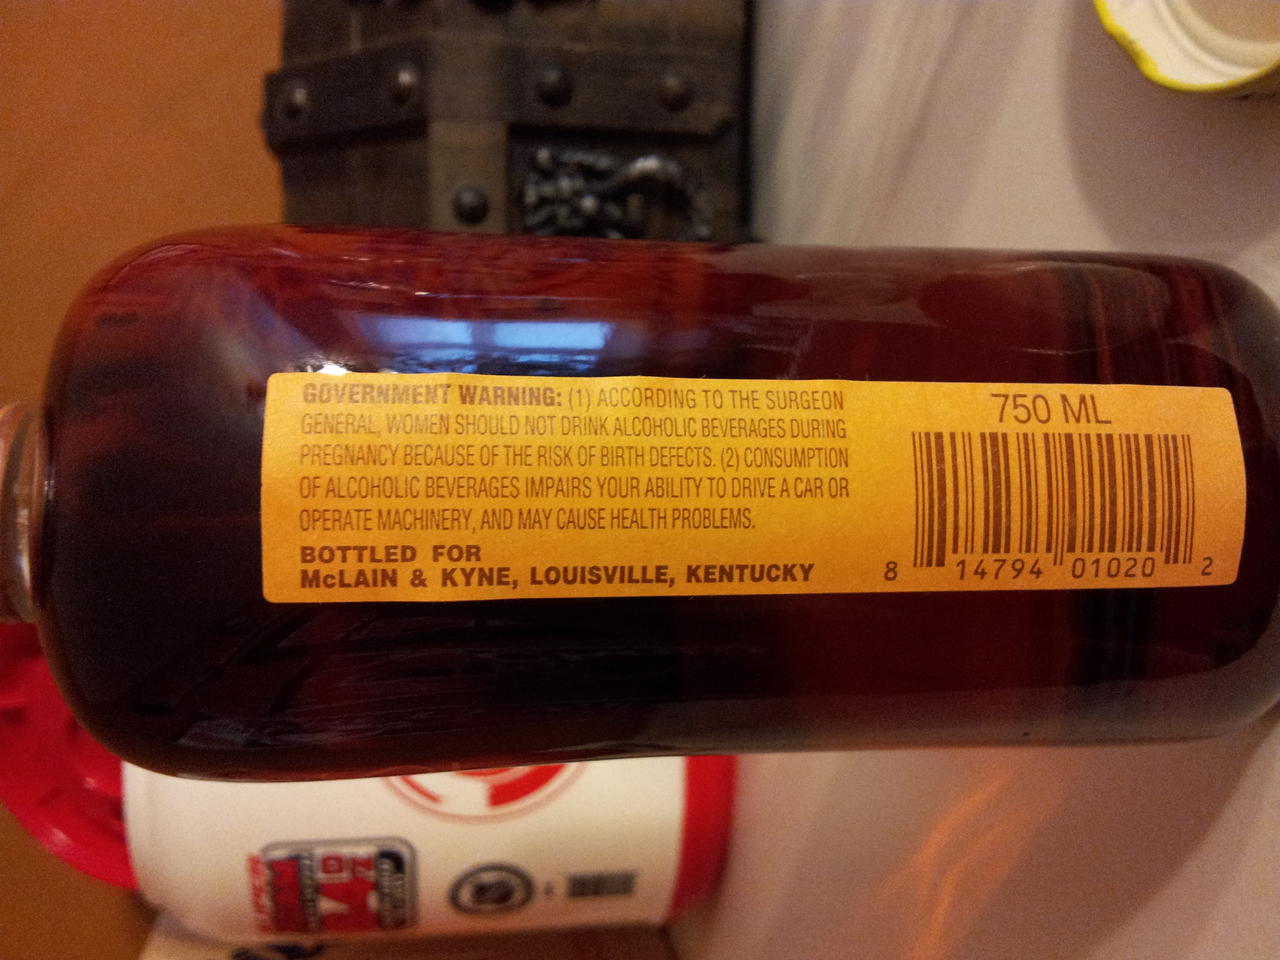 GOVERNMENT WARNING: (1) ACCORDING TO THE SURGEON
GENERAL, WOMEN SHOULD NOT DRINK ALCOHOLIC BEVERAGES DURING
PREGNANCY BECAUSE OF THE RISK OF BIRTH DEFECTS. (2) CONSUMPTION
OF ALCOHOLIC BEVERAGES IMPAIRS YOUR ABILITY TO DRIVE A CAR OR
OPERATE MACHINERY, AND MAY CAUSE HEALTH PROBLEMS.
BOTTLED FOR
McLAIN & KYNE, LOUISVILLE, KENTUCKY
750 ML
8 14794 01020 2